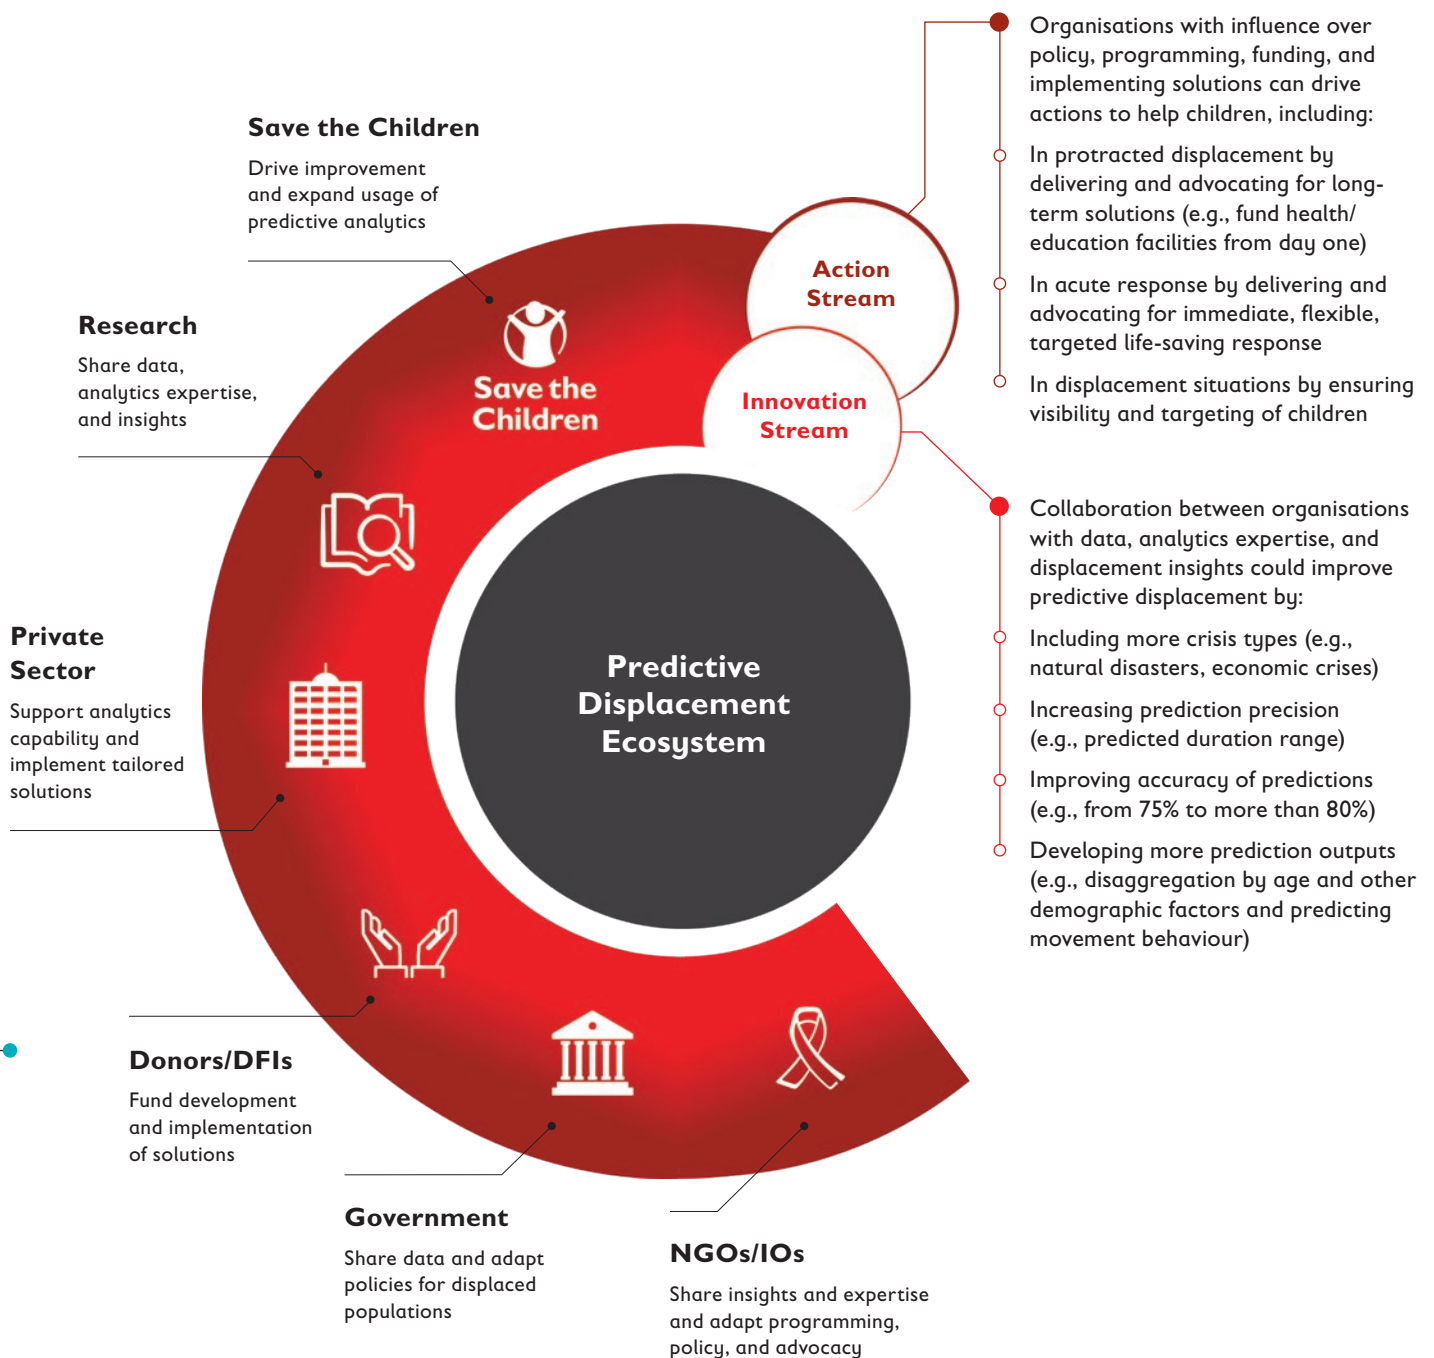 Save the Children
Drive improvement
and expand usage of
predictive analytics
Research
Share data,
analytics expertise,
and insights
Private
Sector
Support analytics
capability and
implement tailored
solutions
Donors/DFIs
Fund development
and implementation
of solutions
Government
Share data and adapt
policies for displaced
populations
NGOs/IOs
Share insights and expertise
and adapt programming,
policy, and advocacy
Save the
Children
Action
Stream
Innovation
Stream
Predictive
Displacement
Ecosystem
Organisations with influence over
policy, programming, funding, and
implementing solutions can drive
actions to help children, including:
In protracted displacement by
delivering and advocating for long-
term solutions (e.g., fund health/
education facilities from day one)
In acute response by delivering and
advocating for immediate, flexible,
targeted life-saving response
In displacement situations by ensuring
visibility and targeting of children
Collaboration between organisations
with data, analytics expertise, and
displacement insights could improve
predictive displacement by:
Including more crisis types (e.g.,
natural disasters, economic crises)
Increasing prediction precision
(e.g., predicted duration range)
Improving accuracy of predictions
(e.g., from 75% to more than 80%)
Developing more prediction outputs
(e.g., disaggregation by age and other
demographic factors and predicting
movement behaviour)